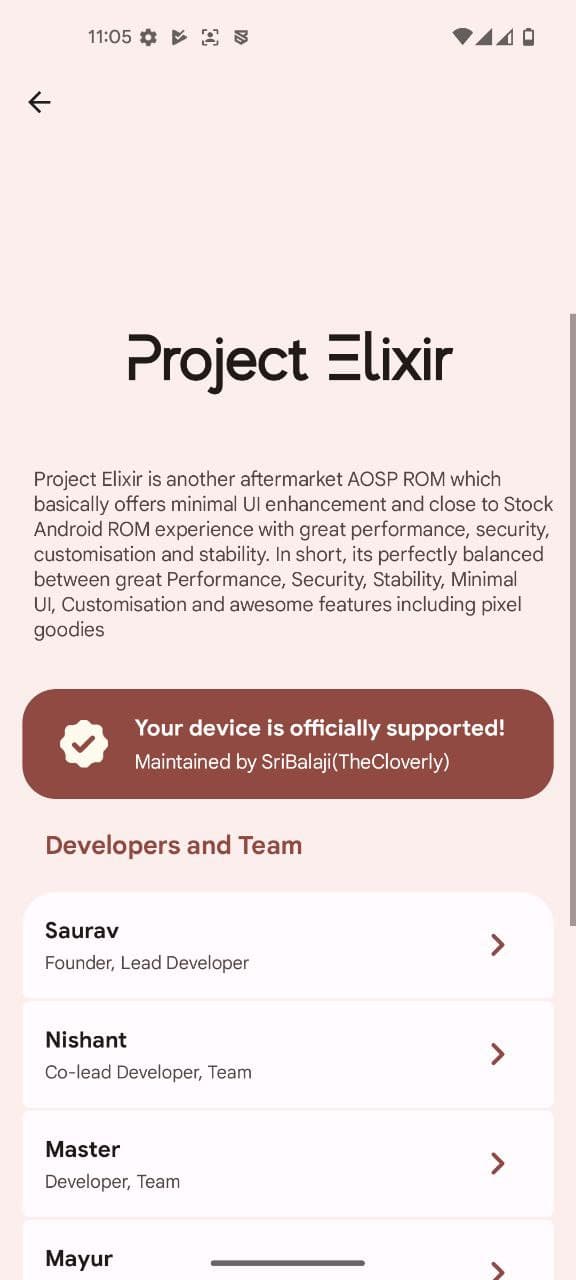 11:05
Project Elixir
Project Elixir is another aftermarket AOSP ROM which
basically offers minimal UI enhancement and close to Stock
Android ROM experience with great performance, security,
customisation and stability. In short, its perfectly balanced
between great Performance, Security, Stability, Minimal
UI, Customisation and awesome features including pixel
goodies
Your device is officially supported!
Maintained by SriBalaji(TheCloverly)
Developers and Team
Saurav
Founder, Lead Developer
Nishant
Co-lead Developer, Team
Master
Developer, Team
Mayur